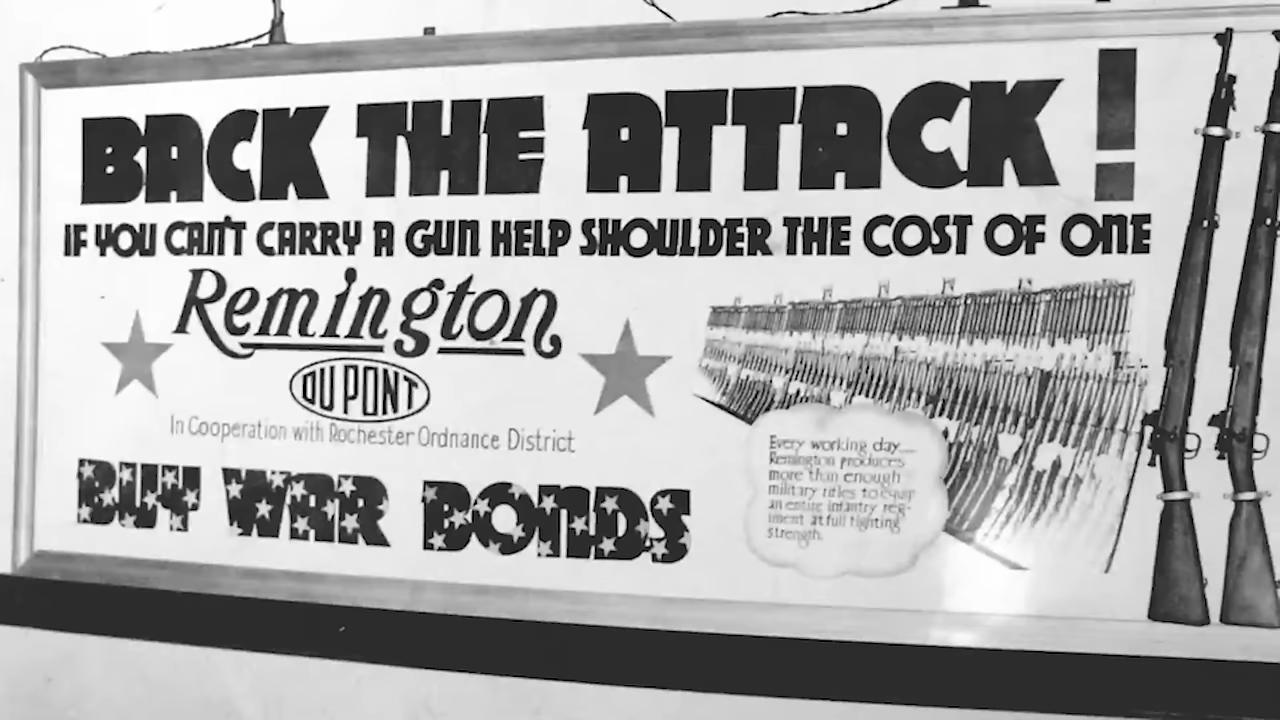 BACK THE ATTACK!
IF YOU CAN'T CARRY A GUN HELP SHOULDER THE COST OF ONE
Remington
DU PONT
In Cooperation with Rochester Ordnance District
BUY WAR BONDS
Every working day....
Remington produces
more than enough
military rifles to equip
an entire infantry reg-
iment at full fighting
strength.